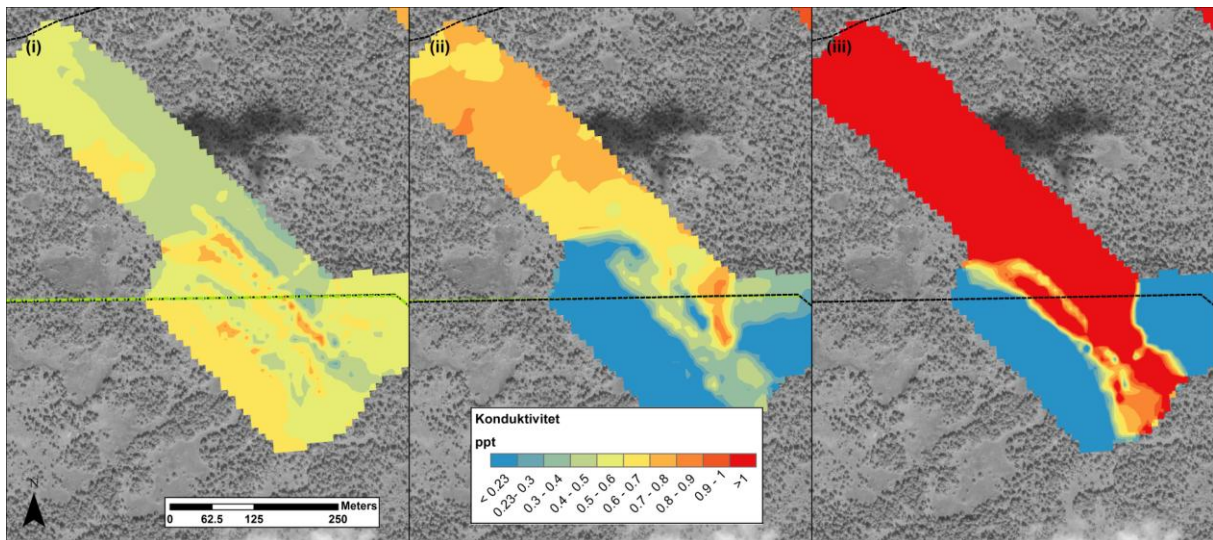 (i)
(ii)
(iii)
Konduktivitet
ppt
< 0.23
0.23- 0.3
0.3 - 0.4
0.4 - 0.5
0.5 - 0.6
0.6 - 0.7
0.7 - 0.8
0.8 - 0.9
0.9 - 1
>1
N
Meters
0 62.5 125 250